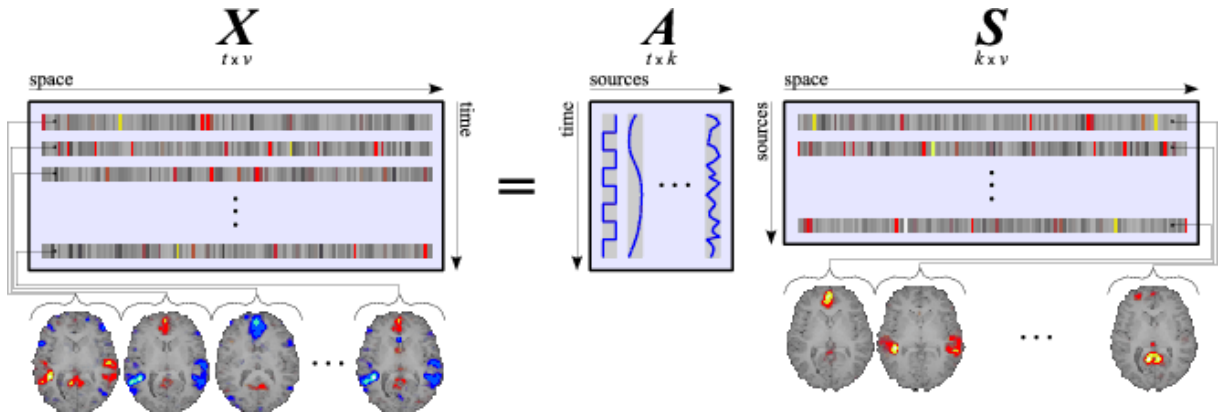 X A S
t x v t x k k x v
space sources space
time time sources
=